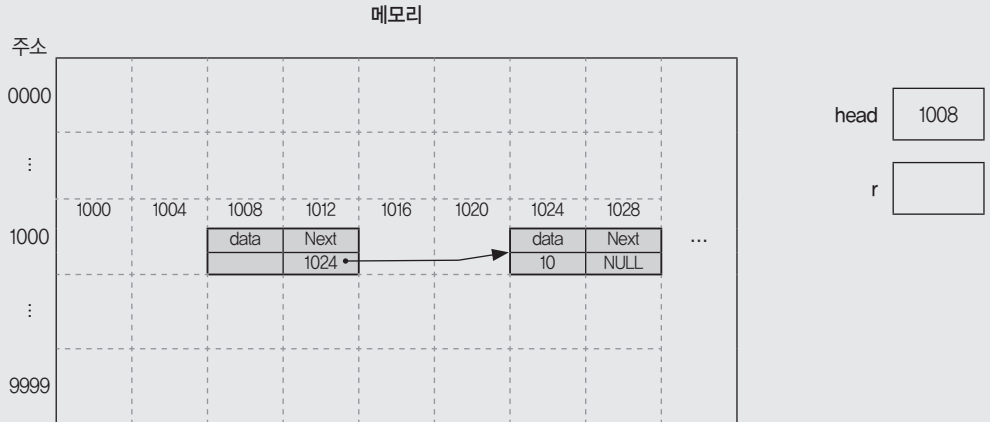 메모리
주소
0000
head 1008
⋮
r
1000 1004 1008 1012 1016 1020 1024 1028
1000 data Next data Next …
1024 10 NULL
⋮
9999